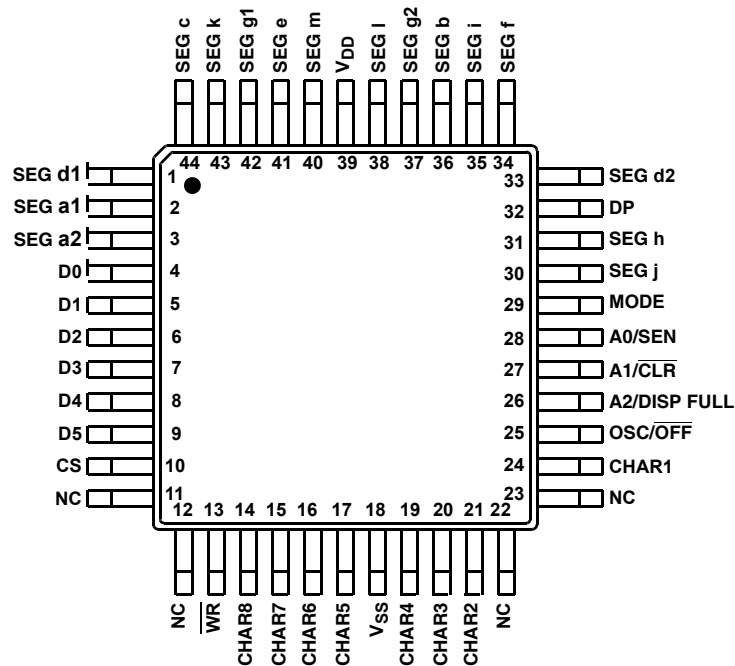 SEG c
SEG k
SEG g1
SEG e
SEG m
VDD
SEG l
SEG g2
SEG b
SEG i
SEG f
44 43 42 41 40 39 38 37 36 35 34
SEG d1 1
SEG a1 2
SEG a2 3
D0 4
D1 5
D2 6
D3 7
D4 8
D5 9
CS 10
NC 11
33 SEG d2
32 DP
31 SEG h
30 SEG j
29 MODE
28 A0/SEN
27 A1/C̅L̅R̅
26 A2/DISP FULL
25 OSC/O̅F̅F̅
24 CHAR1
23 NC
12 13 14 15 16 17 18 19 20 21 22
NC
W̅R̅
CHAR8
CHAR7
CHAR6
CHAR5
VSS
CHAR4
CHAR3
CHAR2
NC